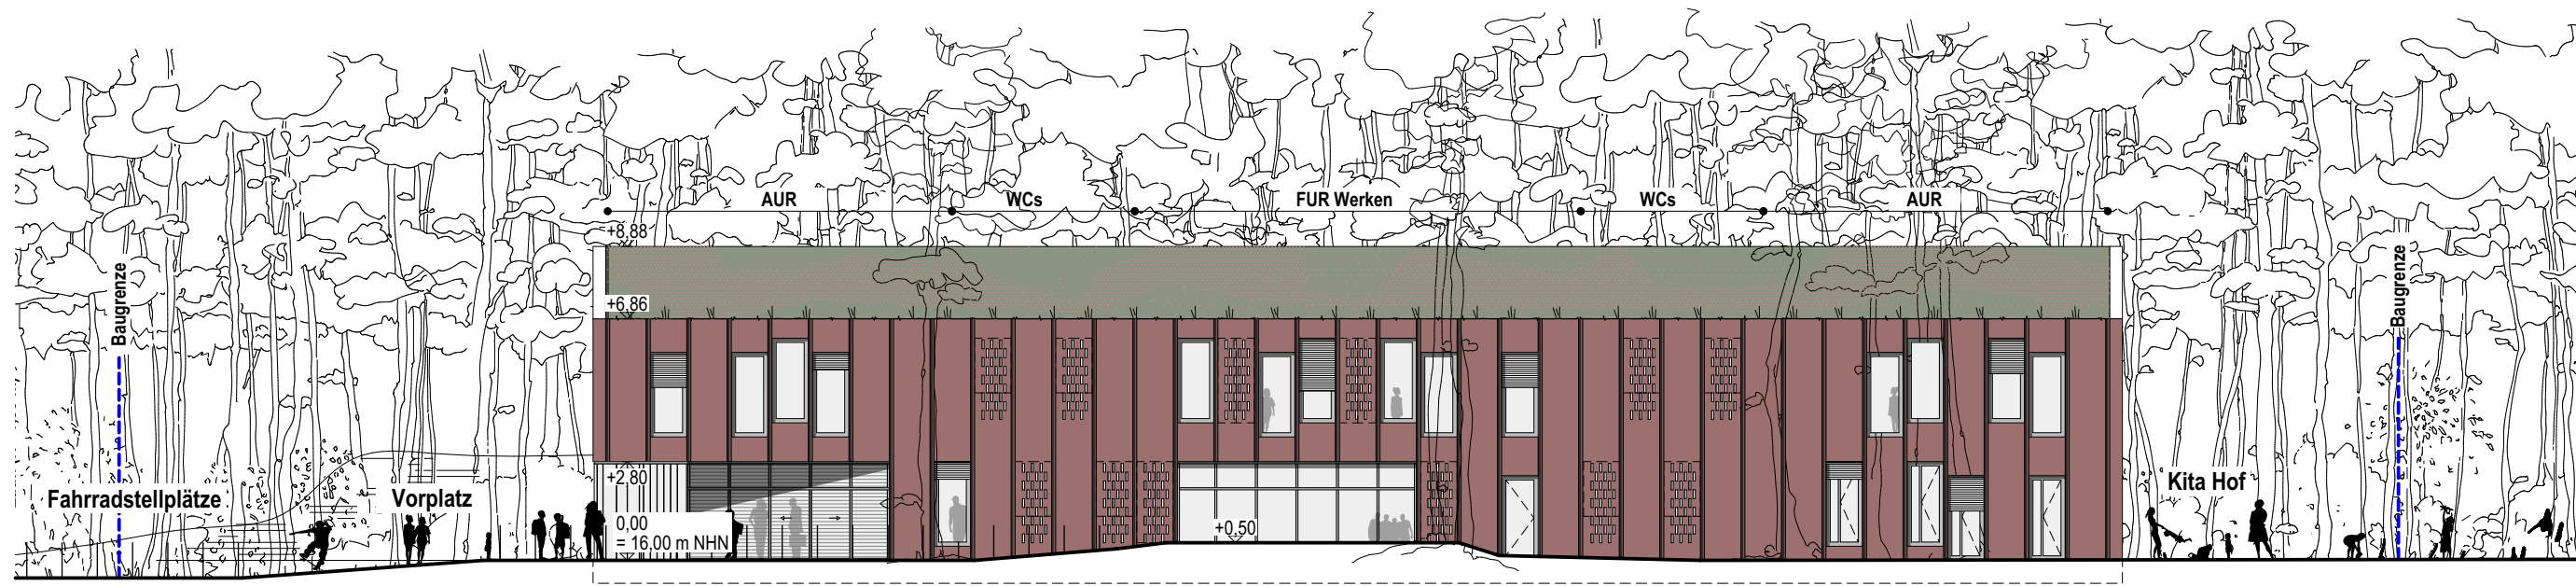 AUR
WCs
FUR Werken
WCs
AUR
+8,88
Baugrenze
Baugrenze
+6,86
+2,80
Kita Hof
Fahrradstellplätze
Vorplatz
0,00
= 16,00 m NHN
+0,50